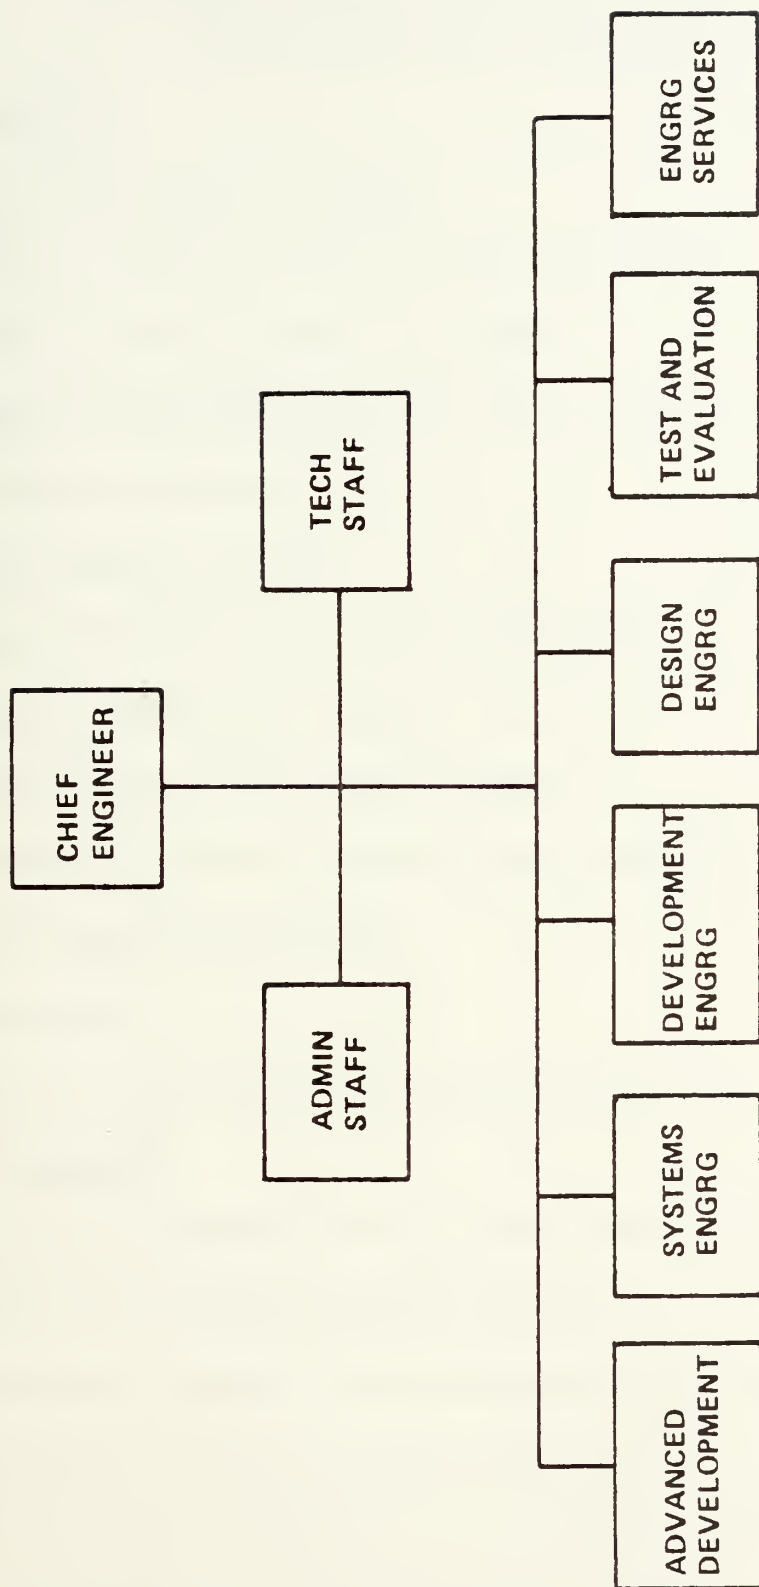 CHIEF
ENGINEER
ADMIN
STAFF
TECH
STAFF
ADVANCED
DEVELOPMENT
SYSTEMS
ENGRG
DEVELOPMENT
ENGRG
DESIGN
ENGRG
TEST AND
EVALUATION
ENGRG
SERVICES